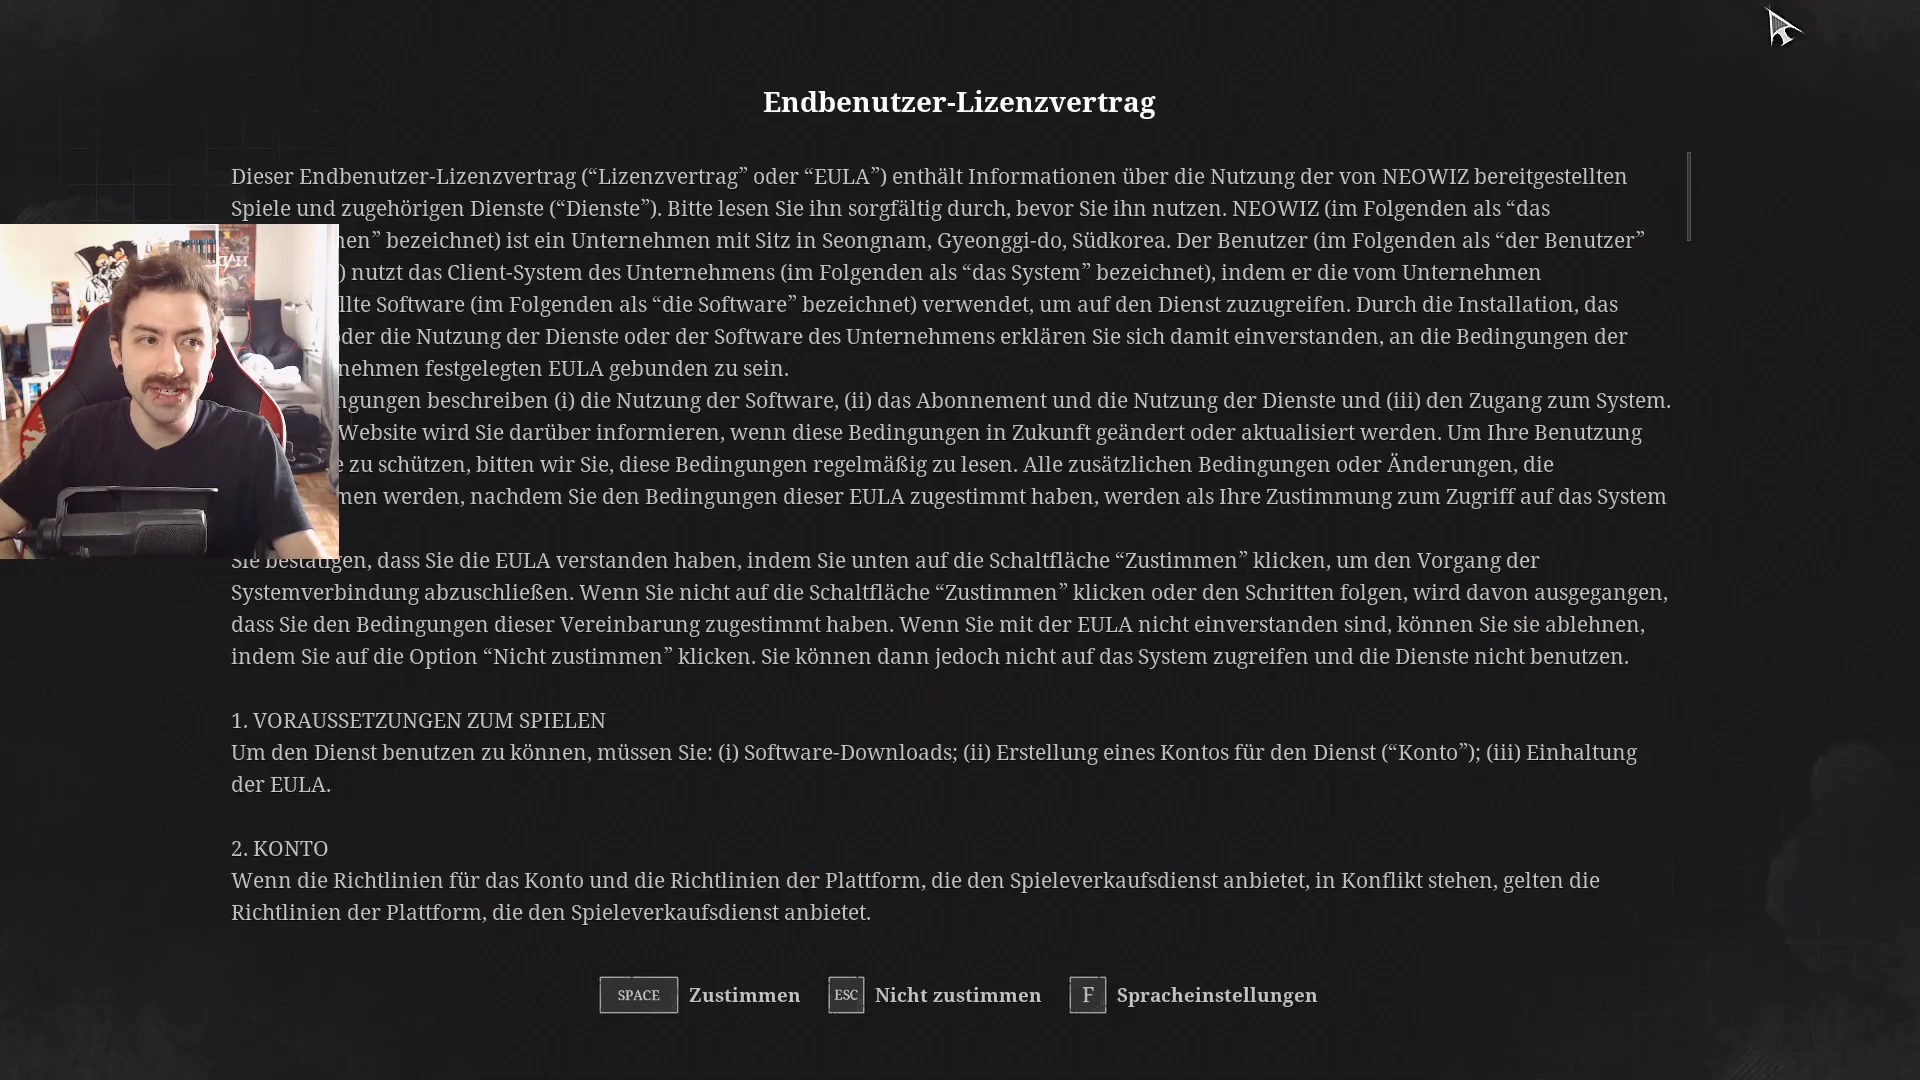 Endbenutzer-Lizenzvertrag
Dieser Endbenutzer-Lizenzvertrag (“Lizenzvertrag” oder “EULA”) enthält Informationen über die Nutzung der von NEOWIZ bereitgestellten
Spiele und zugehörigen Dienste (“Dienste”). Bitte lesen Sie ihn sorgfältig durch, bevor Sie ihn nutzen. NEOWIZ (im Folgenden als “das
bezeichnet) ist ein Unternehmen mit Sitz in Seongnam, Gyeonggi-do, Südkorea. Der Benutzer (im Folgenden als “der Benutzer”
nutzt das Client-System des Unternehmens (im Folgenden als “das System” bezeichnet), indem er die vom Unternehmen
Software (im Folgenden als “die Software” bezeichnet) verwendet, um auf den Dienst zuzugreifen. Durch die Installation, das
oder die Nutzung der Dienste oder der Software des Unternehmens erklären Sie sich damit einverstanden, an die Bedingungen der
festgelegten EULA gebunden zu sein.
beschreiben (i) die Nutzung der Software, (ii) das Abonnement und die Nutzung der Dienste und (iii) den Zugang zum System.
Website wird Sie darüber informieren, wenn diese Bedingungen in Zukunft geändert oder aktualisiert werden. Um Ihre Benutzung
zu schützen, bitten wir Sie, diese Bedingungen regelmäßig zu lesen. Alle zusätzlichen Bedingungen oder Änderungen, die
werden, nachdem Sie den Bedingungen dieser EULA zugestimmt haben, werden als Ihre Zustimmung zum Zugriff auf das System
Sie bestätigen, dass Sie die EULA verstanden haben, indem Sie unten auf die Schaltfläche “Zustimmen” klicken, um den Vorgang der
Systemverbindung abzuschließen. Wenn Sie nicht auf die Schaltfläche “Zustimmen” klicken oder den Schritten folgen, wird davon ausgegangen,
dass Sie den Bedingungen dieser Vereinbarung zugestimmt haben. Wenn Sie mit der EULA nicht einverstanden sind, können Sie sie ablehnen,
indem Sie auf die Option “Nicht zustimmen” klicken. Sie können dann jedoch nicht auf das System zugreifen und die Dienste nicht benutzen.
1. VORAUSSETZUNGEN ZUM SPIELEN
Um den Dienst benutzen zu können, müssen Sie: (i) Software-Downloads; (ii) Erstellung eines Kontos für den Dienst (“Konto”); (iii) Einhaltung
der EULA.
2. KONTO
Wenn die Richtlinien für das Konto und die Richtlinien der Plattform, die den Spieleverkaufsdienst anbietet, in Konflikt stehen, gelten die
Richtlinien der Plattform, die den Spieleverkaufsdienst anbietet.
SPACE Zustimmen ESC Nicht zustimmen F Spracheinstellungen